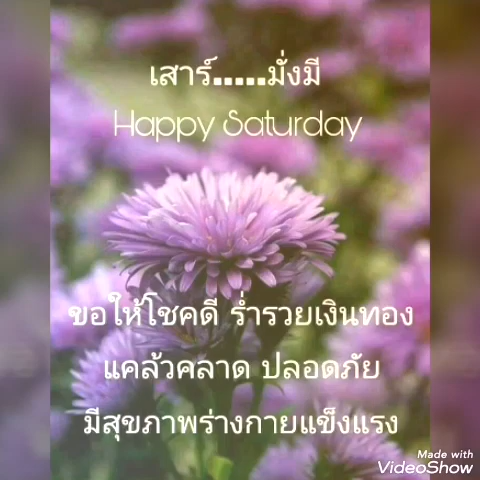 เสาร์.....มั่งมี
Happy Saturday
ขอให้โชคดี ร่ำรวยเงินทอง
แคล้วคลาด ปลอดภัย
มีสุขภาพร่างกายแข็งแรง
Made with
VideoShow